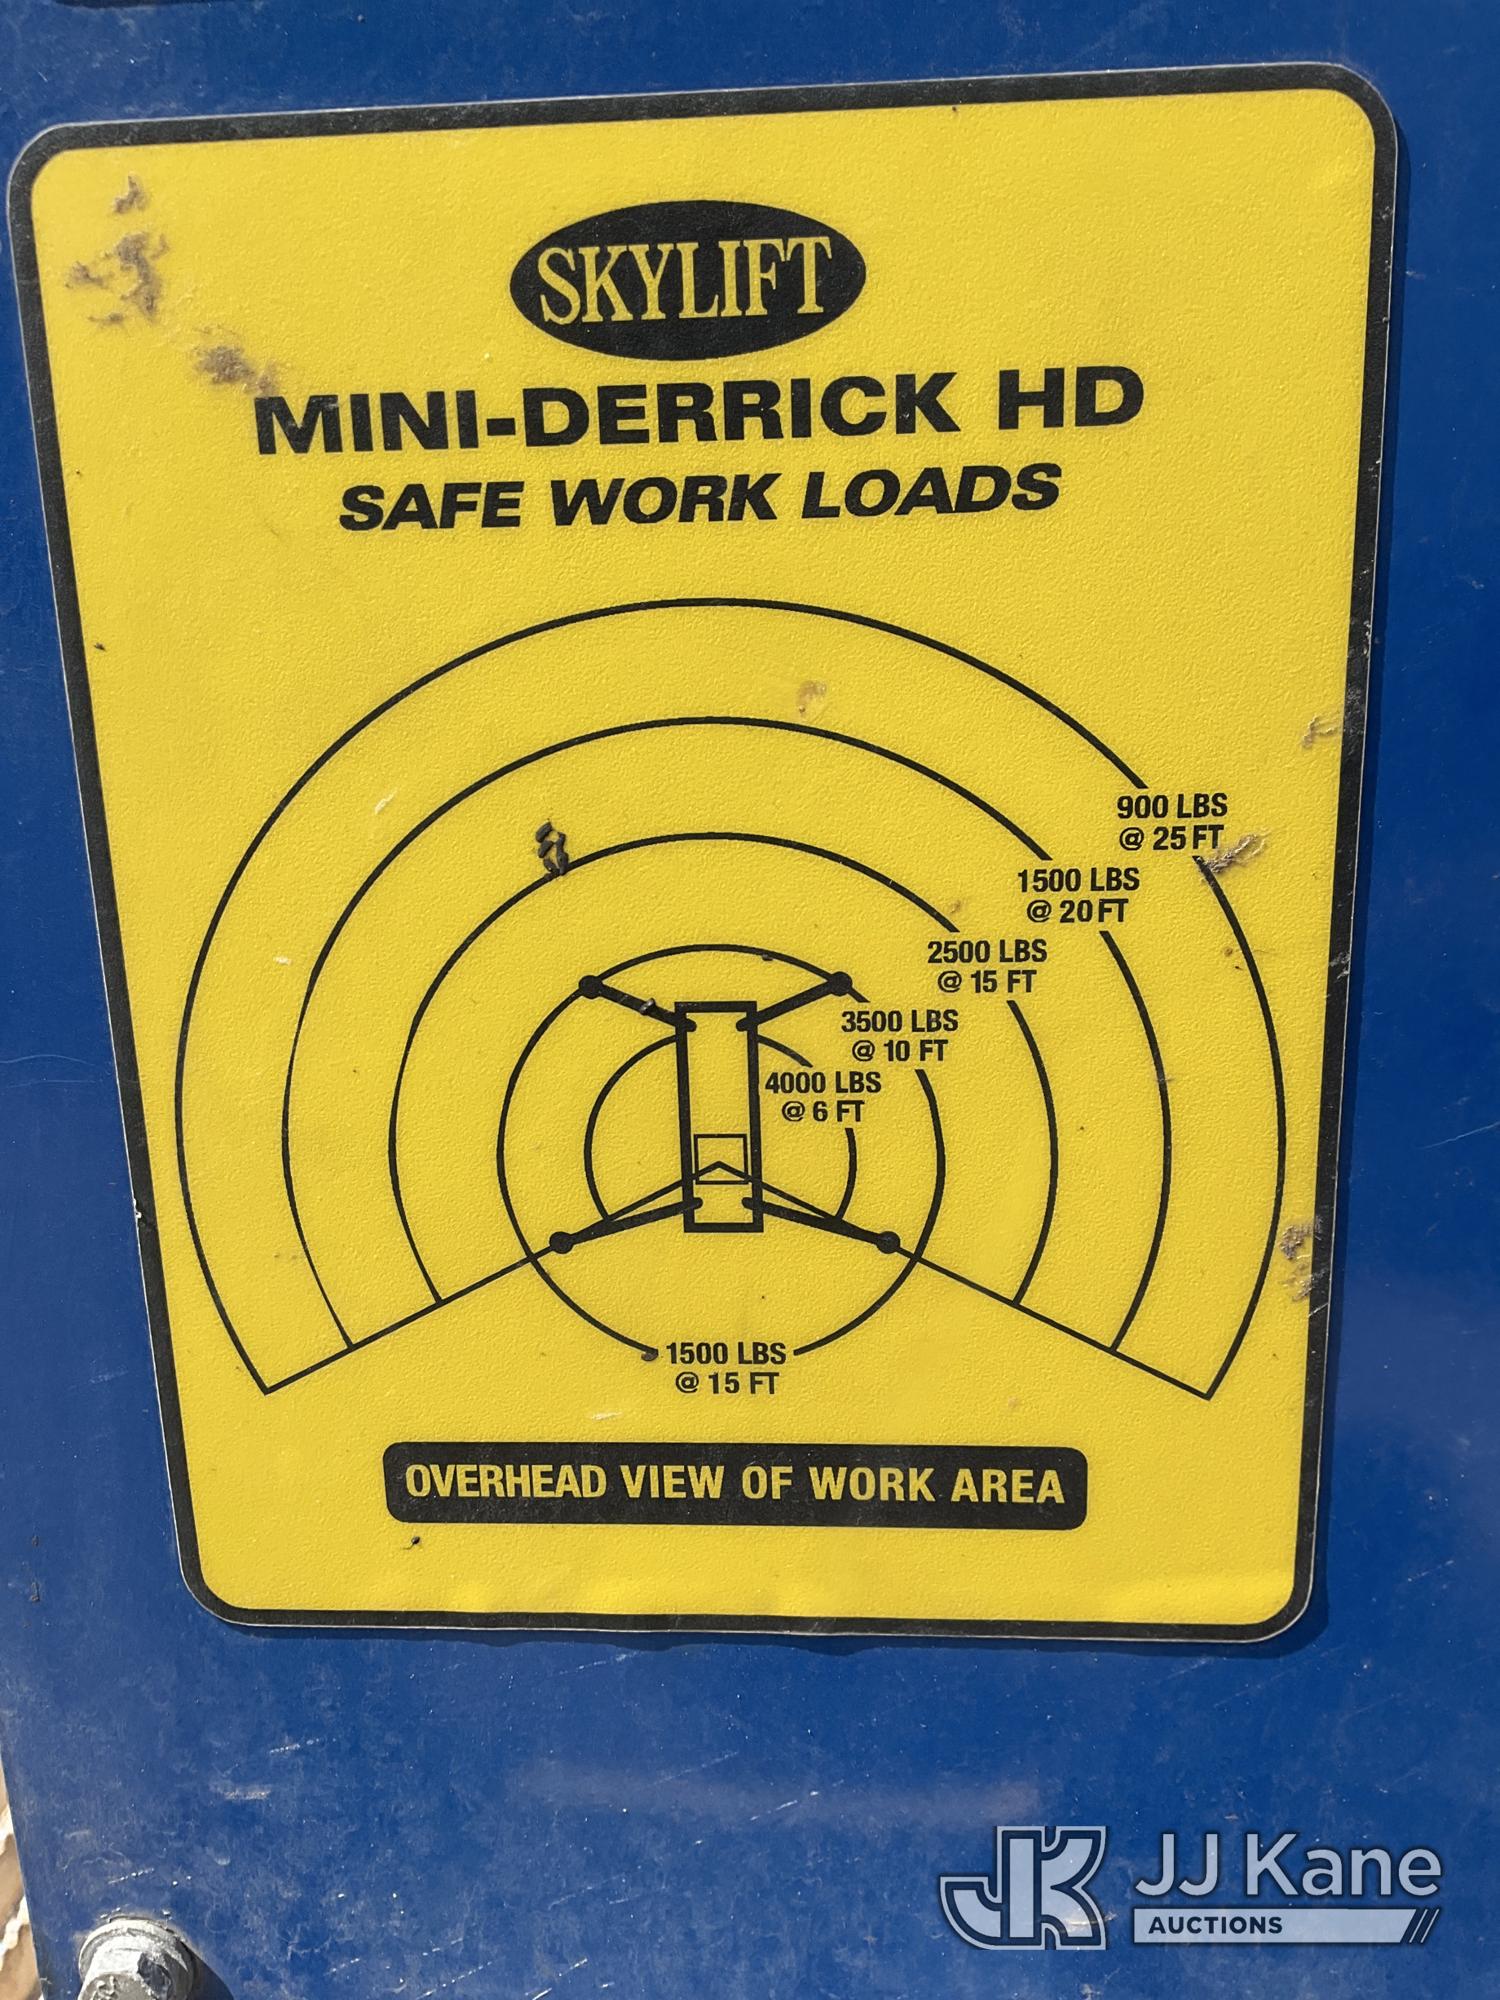 SKYLIFT
MINI-DERRICK HD
SAFE WORK LOADS
900 LBS
@ 25 FT
1500 LBS
@ 20 FT
2500 LBS
@ 15 FT
3500 LBS
@ 10 FT
4000 LBS
@ 6 FT
1500 LBS
@ 15 FT
OVERHEAD VIEW OF WORK AREA
JK
JJ Kane
AUCTIONS